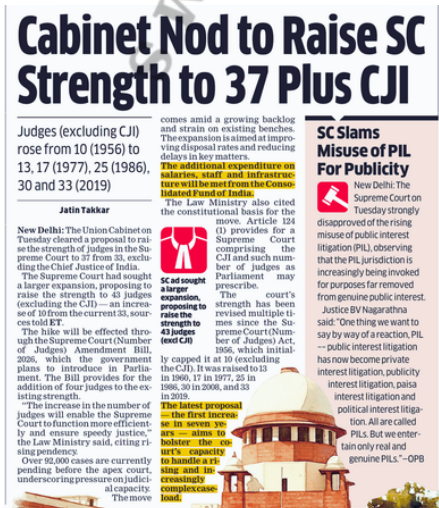 Cabinet Nod to Raise SC
Strength to 37 Plus CJI
Judges (excluding CJI)
rose from 10 (1956) to
13, 17 (1977), 25 (1986),
30 and 33 (2019)
Jatin Takkar
New Delhi: The Union Cabinet on
Tuesday cleared a proposal to rai-
se the strength of judges in the Su-
preme Court to 37 from 33, exclu-
ding the Chief Justice of India.
The Supreme Court had sought
a larger expansion, proposing to
raise the strength to 43 judges
(excluding CJI) — an increa-
se of 10 from the current 33, sour-
ces told ET.
The hike will be effected thro-
ugh the Supreme Court (Number
of Judges) Amendment Bill,
2026, which the government
plans to introduce in Parlia-
ment. The Bill provides for the
addition of four judges to the ex-
isting strength.
"The increase in the number of
judges will enable the Supreme
Court to function more efficient-
ly and ensure speedy justice,"
the Law Ministry said, citing ri-
sing pendency.
Over 92,000 cases are currently
pending before the apex court,
underscoring pressure on judici-
al capacity.
The move
comes amid a growing backlog
and strain on existing benches.
The expansion is aimed at impro-
ving disposal rates and reducing
delays in key matters.
The additional expenditure on
salaries, staff and infrastruc-
ture will be met from the Conso-
lidated Fund of India.
The Law Ministry also cited
the constitutional basis for the
move. Article 124
(1) provides for a
Supreme Court
comprising the
CJI and such num-
ber of judges as
Parliament may
prescribe.
The court's
strength has been
revised multiple ti-
mes since the Su-
preme Court (Num-
ber of Judges) Act,
1956, which initial-
ly capped it at 10 (excluding
the CJI). It was raised to 13
in 1960, 17 in 1977, 25 in
1986, 30 in 2008, and 33
in 2019.
The latest proposal
— the first increa-
se in seven yea-
rs — aims to
bolster the co-
urt's capacity
to handle a ri-
sing and in-
creasingly
complex case-
load.
SC ad sought
a larger
expansion,
proposing to
raise the
strength to
43 judges
(excl CJI)
SC Slams
Misuse of PIL
For Publicity
New Delhi: The
Supreme Court on
Tuesday strongly
disapproved of the rising
misuse of public interest
litigation (PIL), observing
that the PIL jurisdiction is
increasingly being invoked
for purposes far removed
from genuine public interest.
Justice BV Nagarathna
said: "One thing we want to
say by way of a reaction, PIL
-- public interest litigation
has now become private
interest litigation, publicity
interest litigation, paisa
interest litigation and
political interest litiga-
tion. All are called
PILs. But we enter-
tain only real and
genuine PILs."–OPB